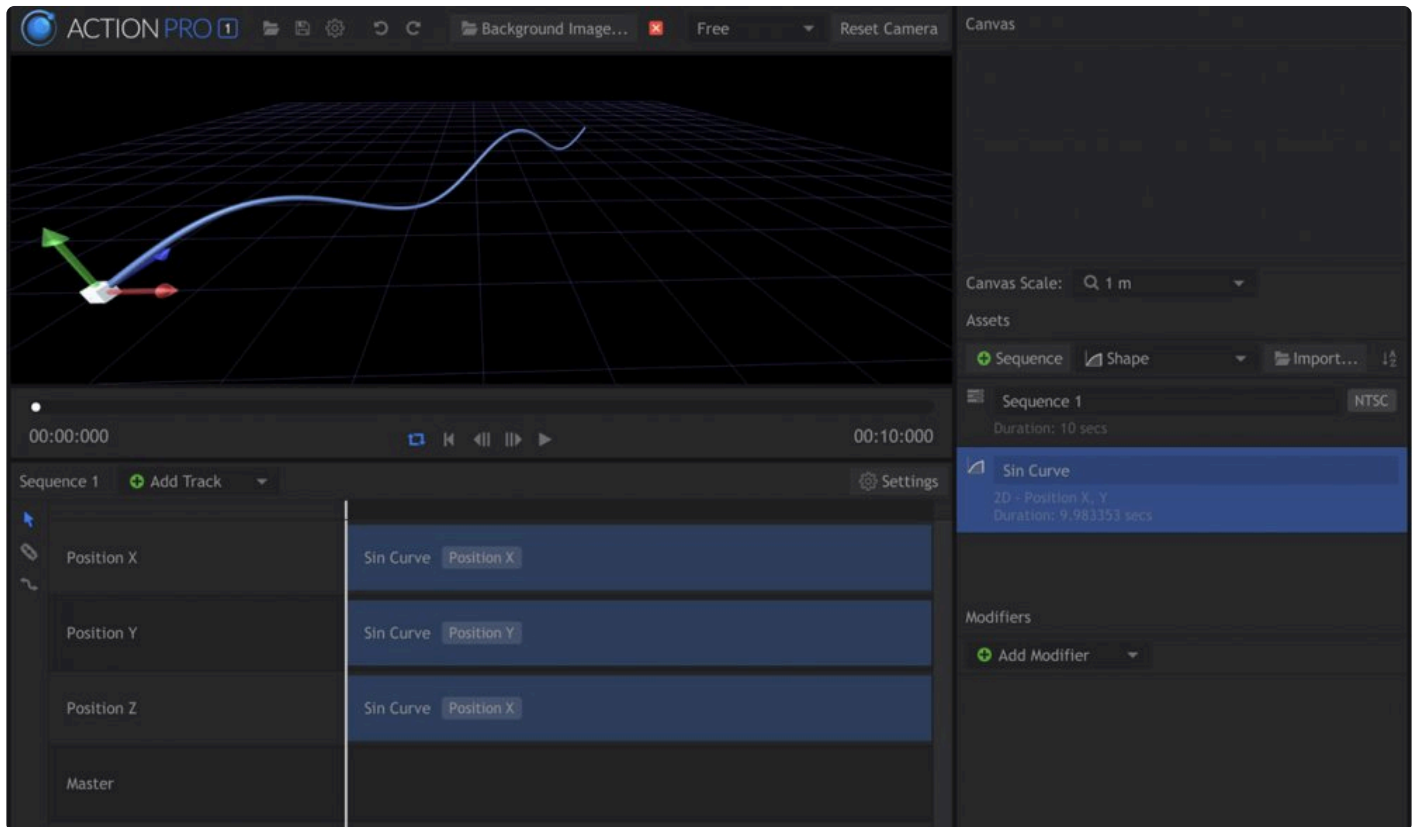 ACTION PRO 1 Background Image... Free Reset Camera
Canvas
Canvas Scale: 1 m
Assets
Sequence Shape Import... A Z
Sequence 1 NTSC
Duration: 10 secs
Sin Curve
2D - Position X, Y
Duration: 9,983353 secs
00:00:000 00:10:000
Sequence 1 Add Track Settings
Position X Sin Curve Position X
Position Y Sin Curve Position Y
Position Z Sin Curve Position X
Master
Modifiers
Add Modifier